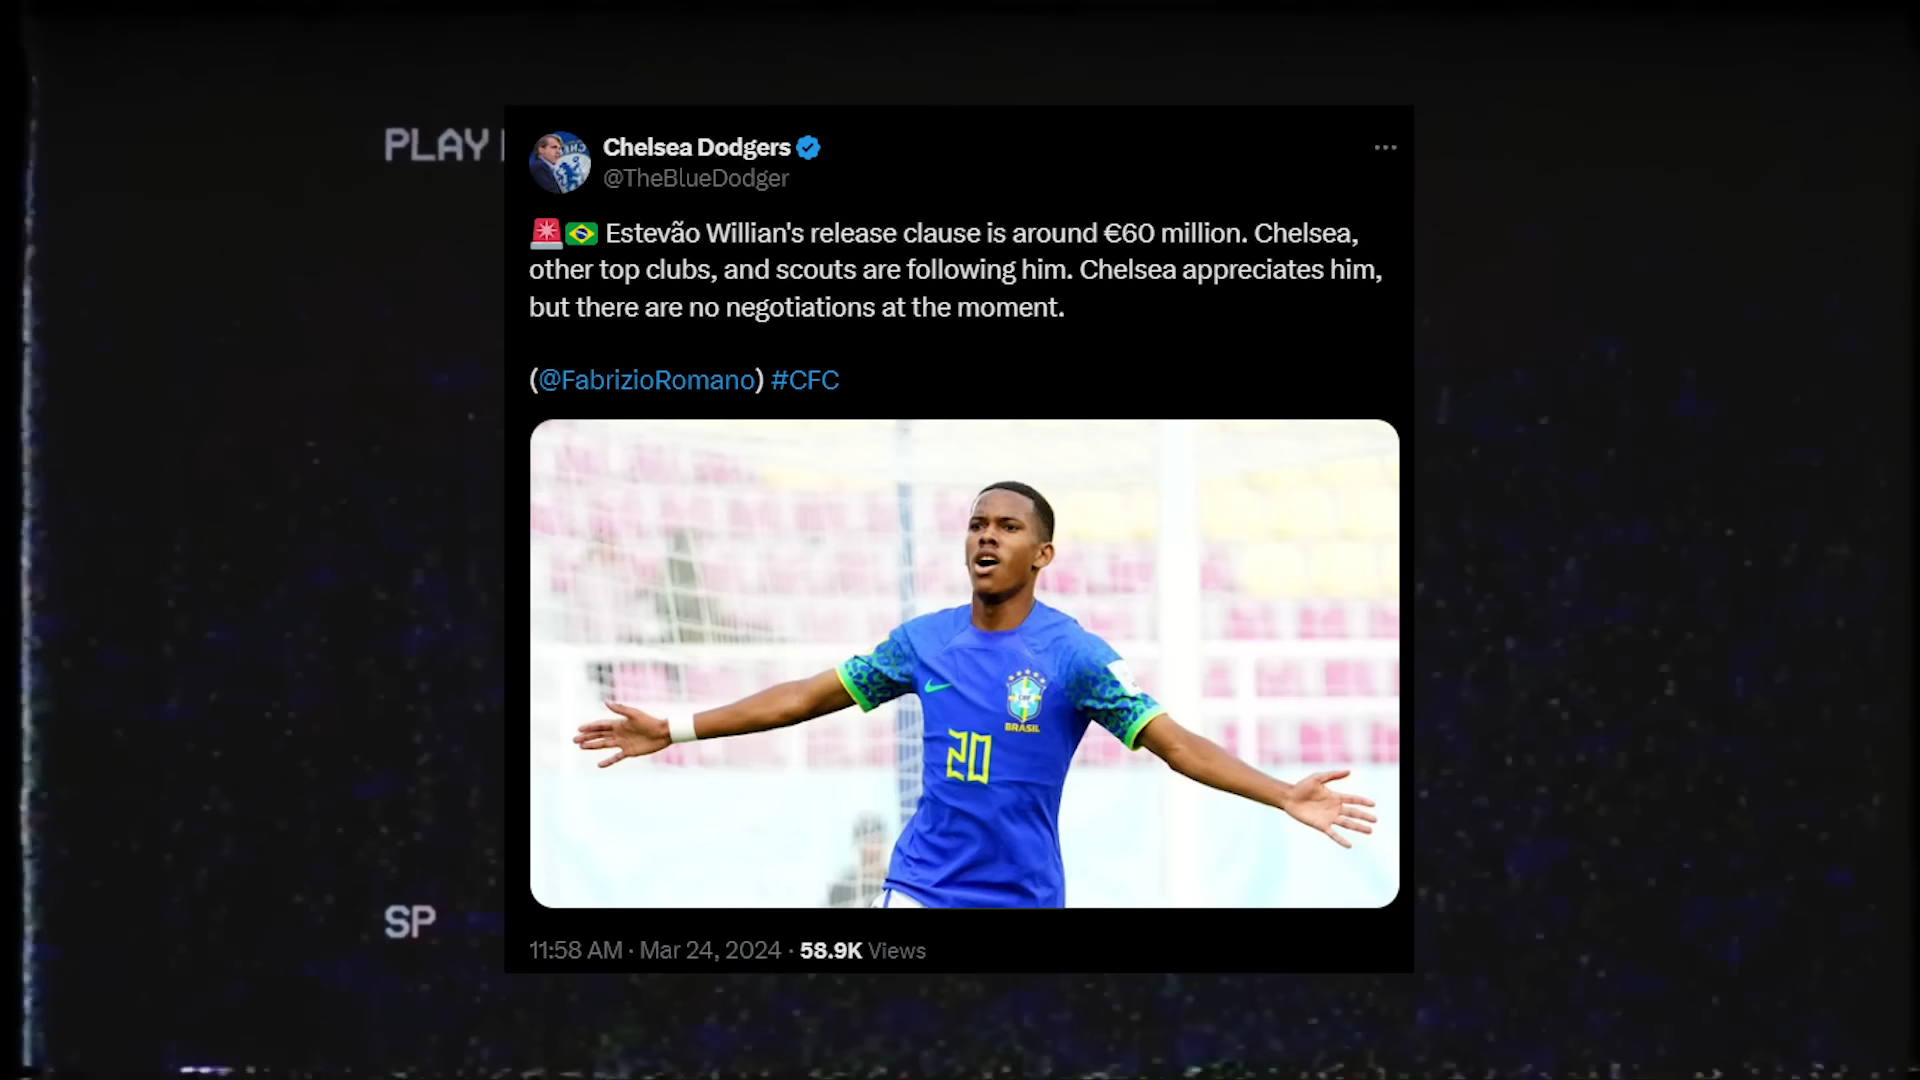 PLAY
Chelsea Dodgers
@TheBlueDodger
🚨🇧🇷 Estevão Willian's release clause is around €60 million. Chelsea,
other top clubs, and scouts are following him. Chelsea appreciates him,
but there are no negotiations at the moment.
(@FabrizioRomano) #CFC
BRASIL
20
SP
11:58 AM · Mar 24, 2024 · 58.9K Views